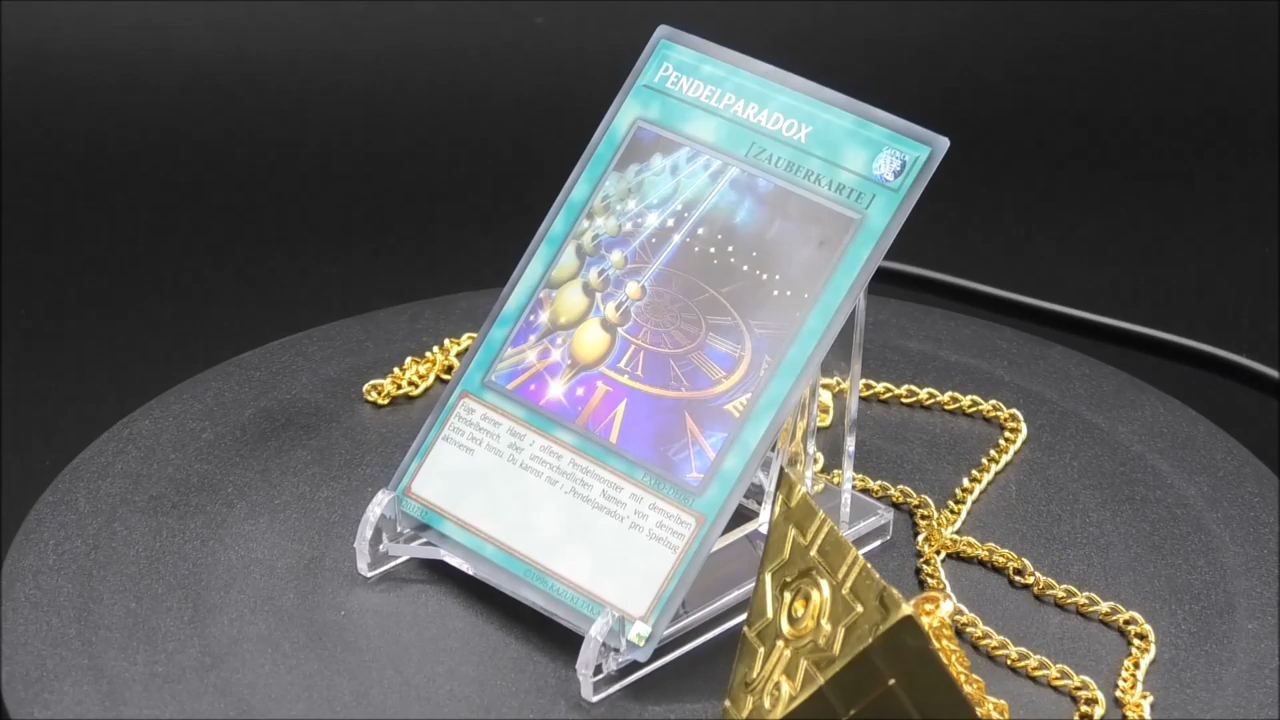 PENDELPARADOX
[ZAUBERKARTE]
Füge deiner Hand 2 offene Pendelmonster mit demselben
Pendelbereich, aber unterschiedlichen Namen von deinem
Extra Deck hinzu. Du kannst nur 1 „Pendelparadox“ pro Spielzug
aktivieren.
©1996 KAZUKI TAKA